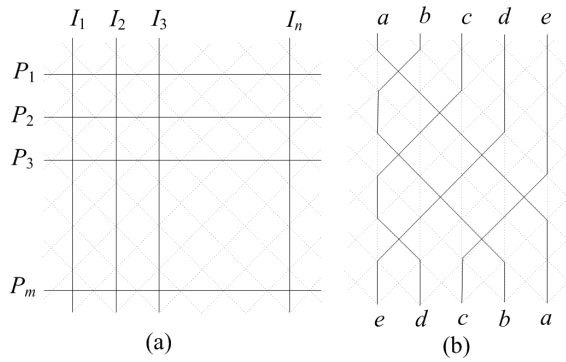 I1 I2 I3 In
P1
P2
P3
Pm
(a)
a b c d e
e d c b a
(b)